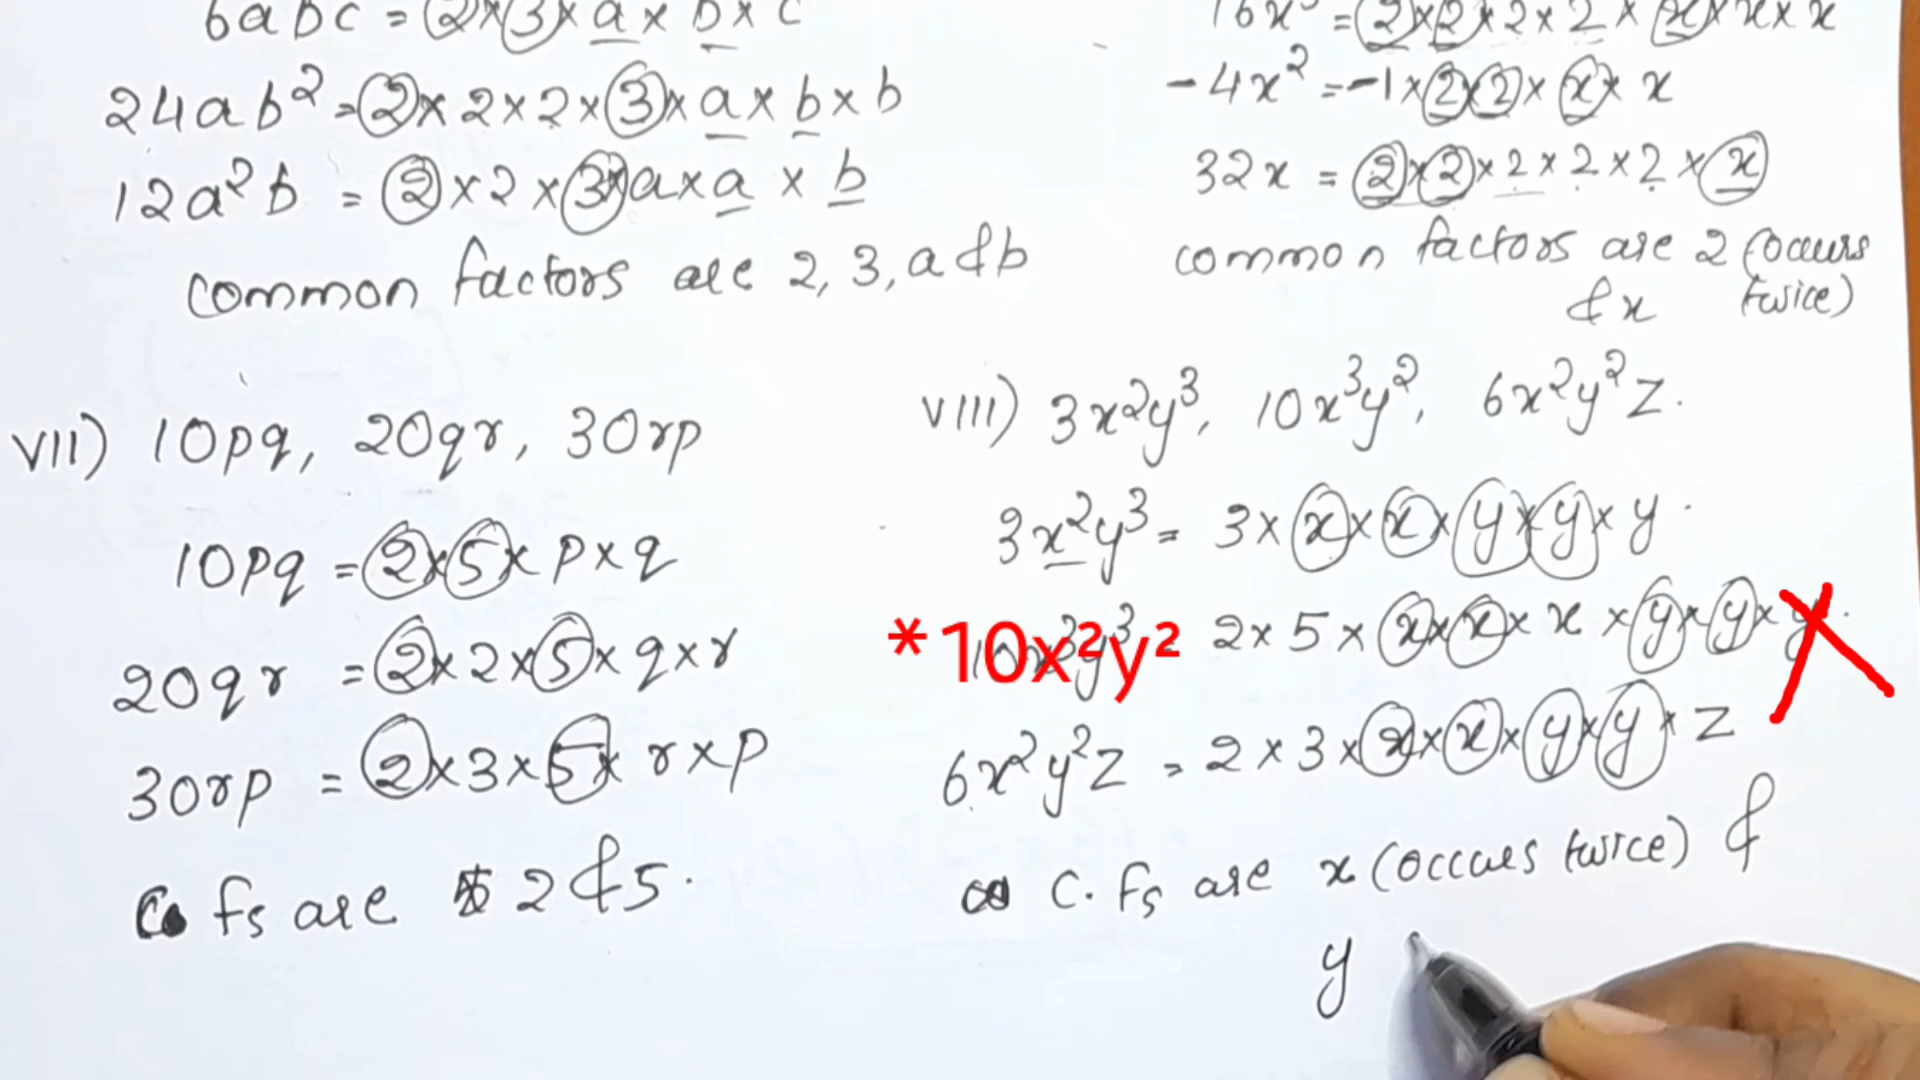 6abc = 2×3×a×b×c
24ab² = 2×2×2×3×a×b×b
12a²b = 2×2×3×a×a×b
common factors are 2, 3, a & b
16x³ = 2×2×2×2×x×x×x
-4x² = -1×2×2×x×x
32x = 2×2×2×2×2×x
common factors are 2 (occurs
& x twice)
VII) 10pq, 20qr, 30rp
10pq = 2×5×p×q
20qr = 2×2×5×q×r
30rp = 2×3×5×r×p
Fs are 2 & 5.
VIII) 3x²y³, 10x³y², 6x²y²z.
3x²y³ = 3×x×x×y×y×y.
*10x²y² 2×5×x×x×x×y×y×y.
6x²y²z = 2×3×x×x×y×y×z
C.Fs are x (occurs twice) &
y